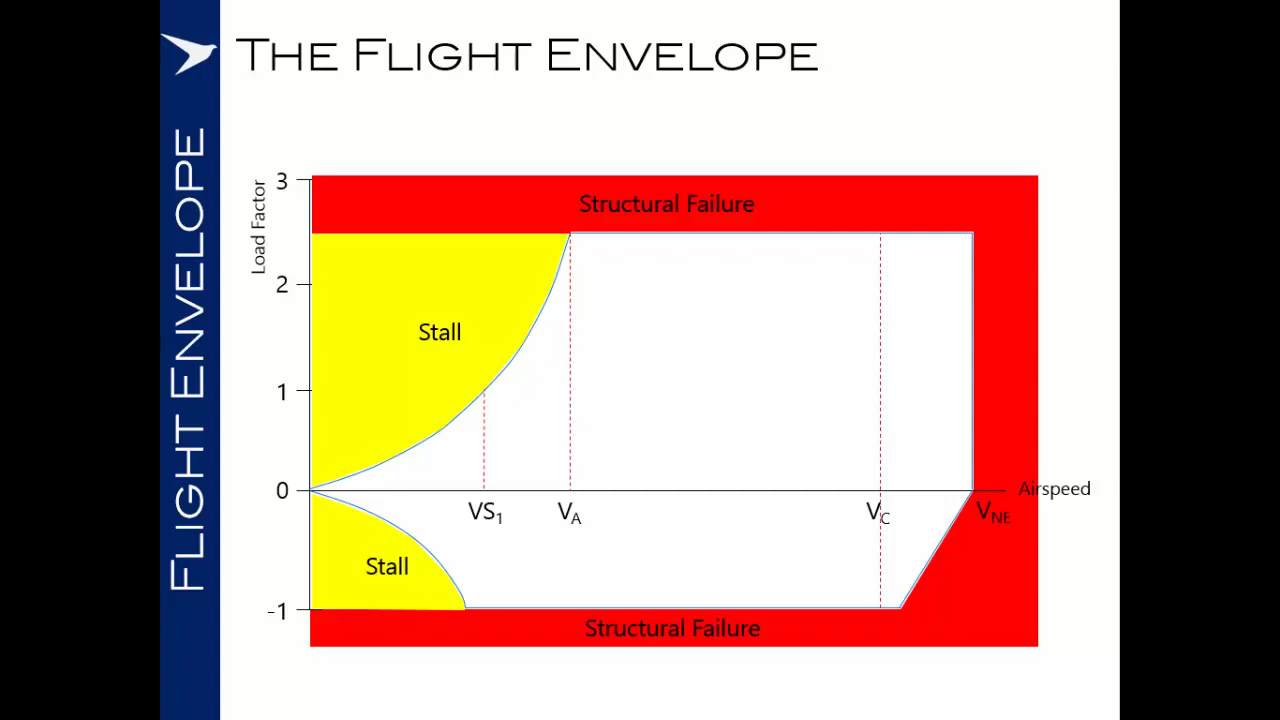 THE FLIGHT ENVELOPE
FLIGHT ENVELOPE
Load Factor
3
2
1
0
-1
Structural Failure
Stall
Stall
Structural Failure
VS1
VA
VC
VNE
Airspeed